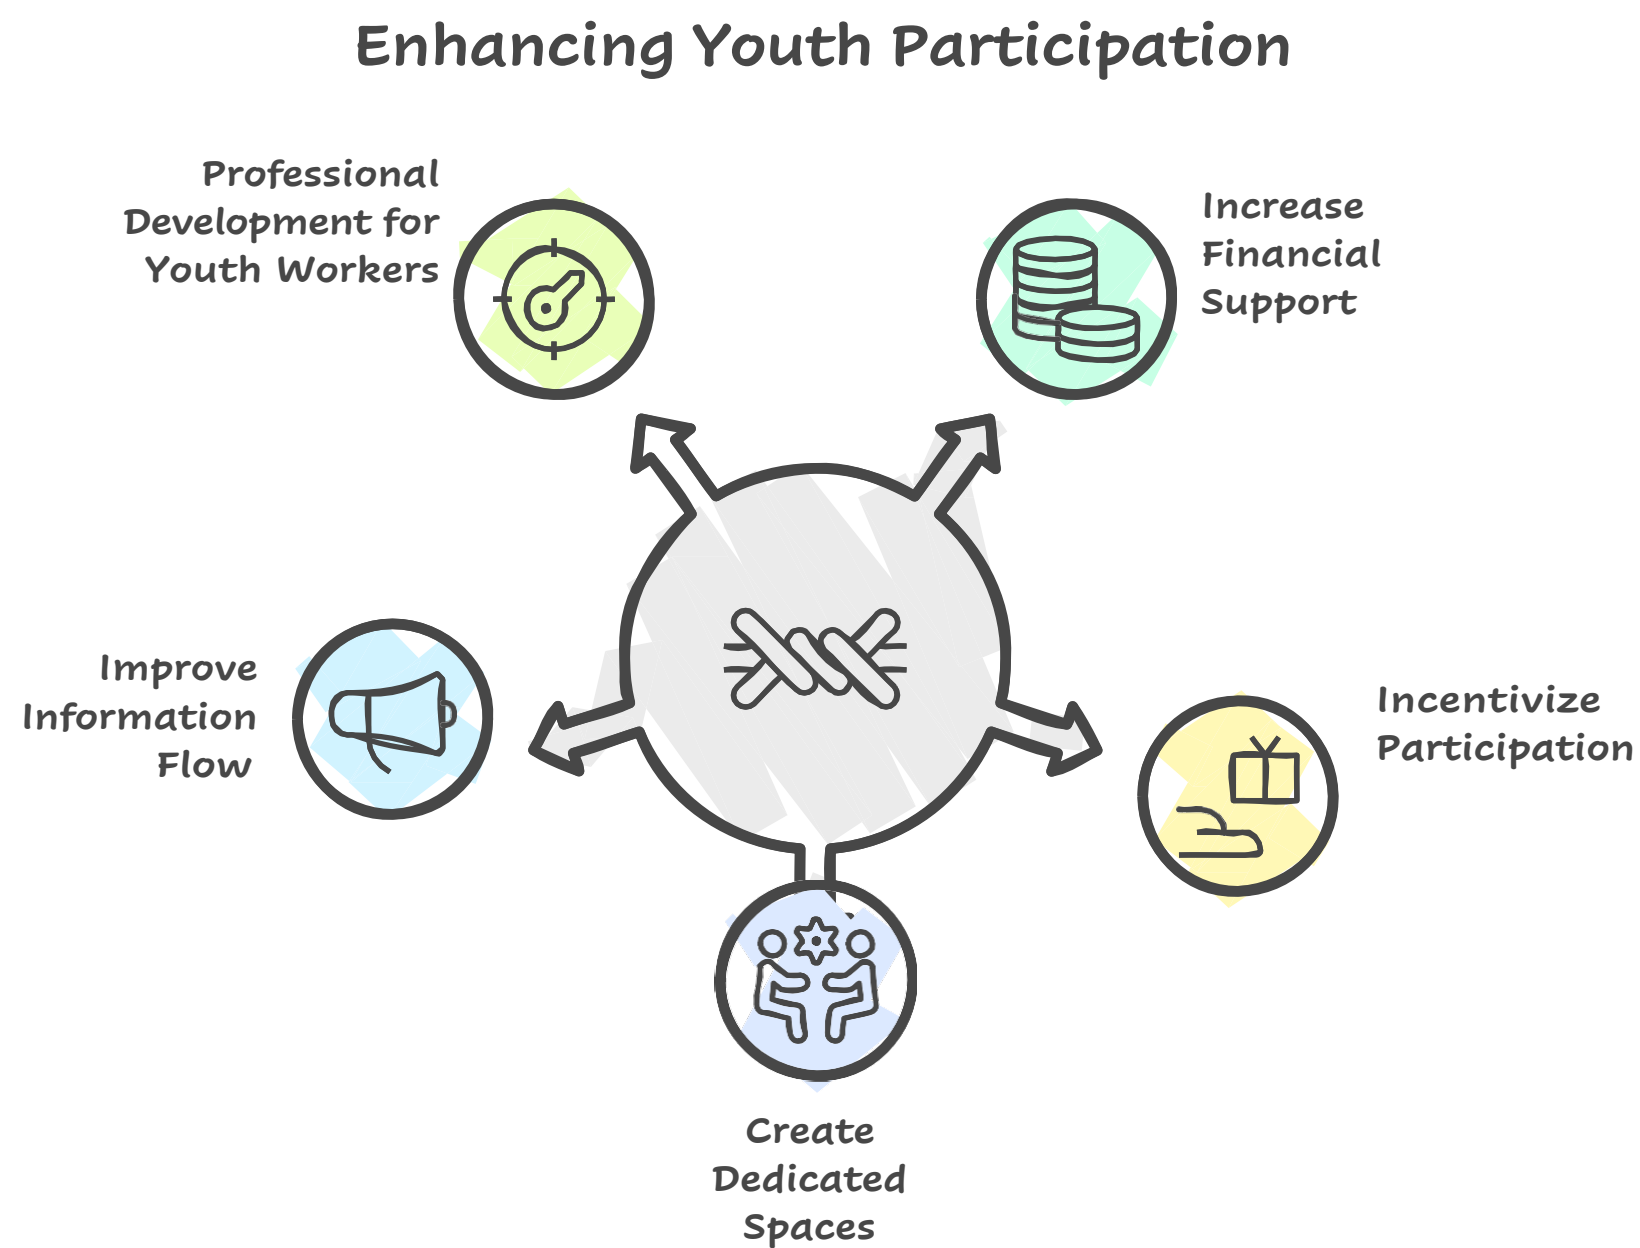 Enhancing Youth Participation
Professional
Development for
Youth Workers
Increase
Financial
Support
Improve
Information
Flow
Incentivize
Participation
Create
Dedicated
Spaces